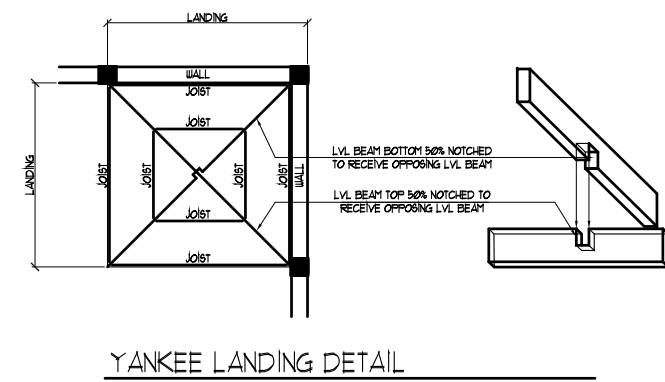 LANDING
WALL
JOIST
JOIST
LANDING
JOIST
JOIST
JOIST
JOIST
WALL
JOIST
JOIST
LVL BEAM BOTTOM 50% NOTCHED
TO RECEIVE OPPOSING LVL BEAM
LVL BEAM TOP 50% NOTCHED TO
RECEIVE OPPOSING LVL BEAM
YANKEE LANDING DETAIL